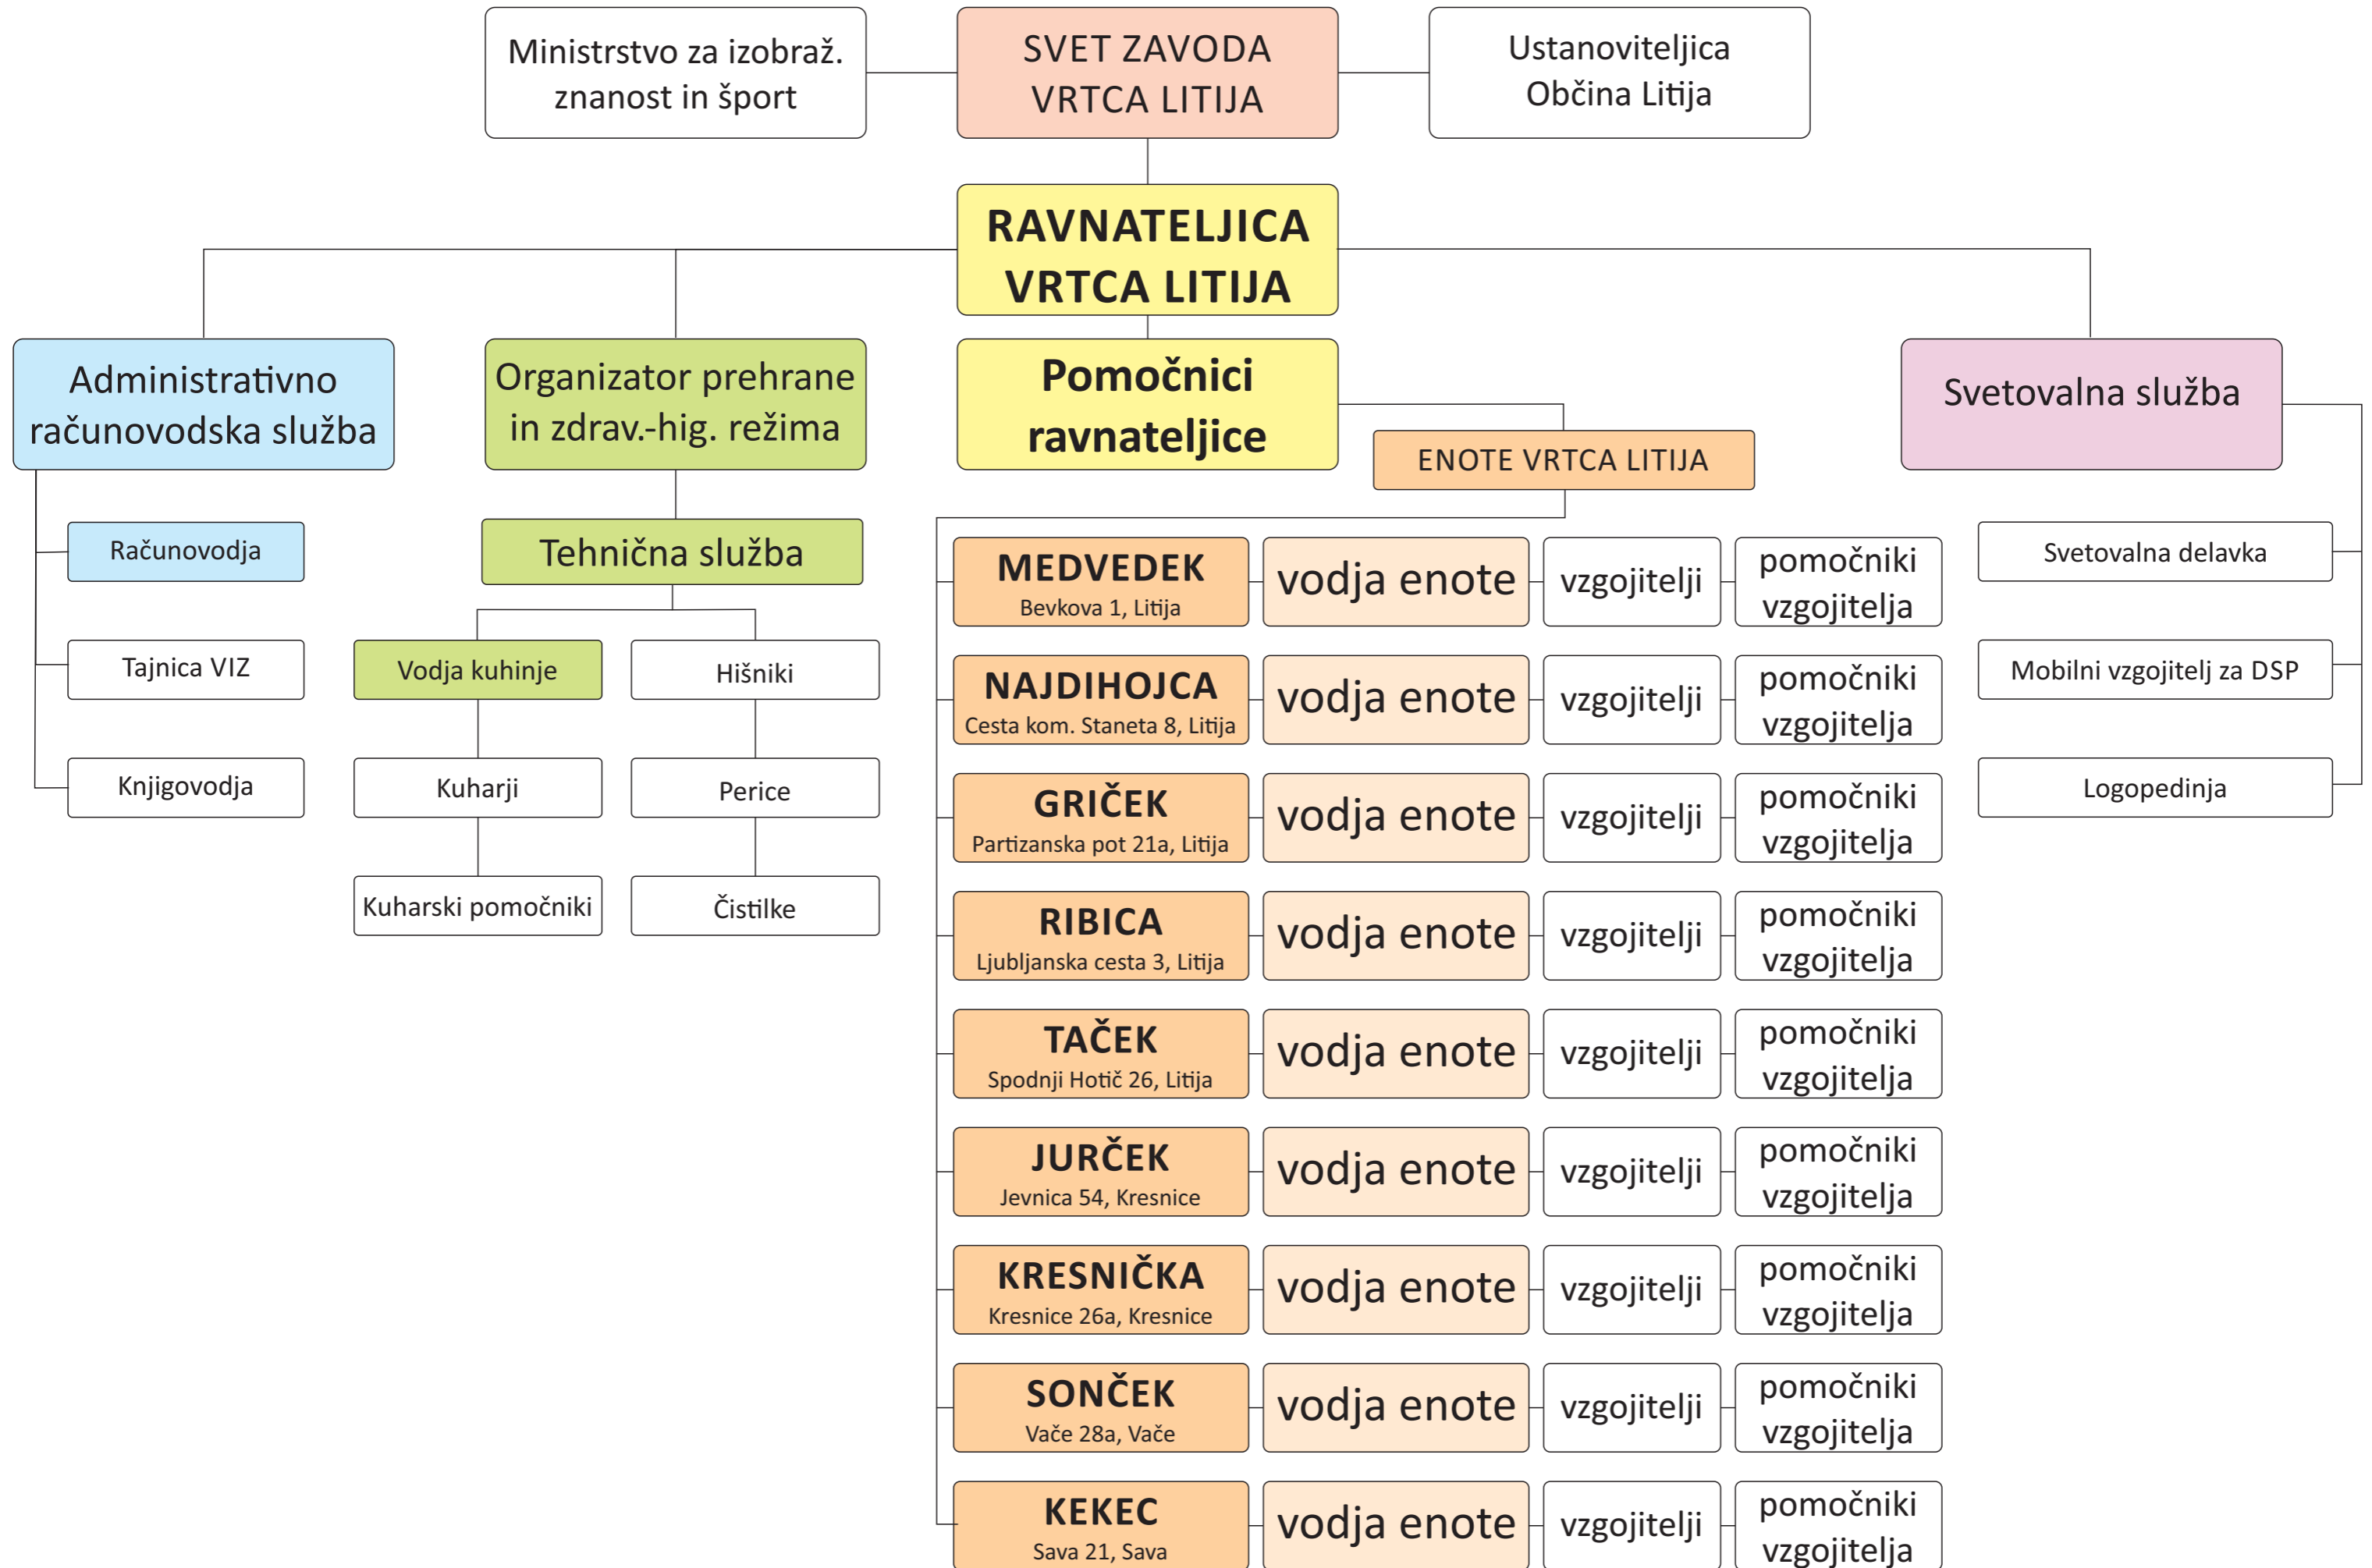 Ministrstvo za izobraž.
znanost in šport
SVET ZAVODA
VRTCA LITIJA
Ustanoviteljica
Občina Litija
RAVNATELJICA
VRTCA LITIJA
Administrativno
računovodska služba
Organizator prehrane
in zdrav.-hig. režima
Pomočnici
ravnateljice
Svetovalna služba
ENOTE VRTCA LITIJA
Računovodja
Tajnica VIZ
Knjigovodja
Tehnična služba
Vodja kuhinje
Kuharji
Kuharski pomočniki
Hišniki
Perice
Čistilke
MEDVEDEK
Bevkova 1, Litija
vodja enote
vzgojitelji
pomočniki
vzgojitelja
NAJDIHOJCA
Cesta kom. Staneta 8, Litija
vodja enote
vzgojitelji
pomočniki
vzgojitelja
GRIČEK
Partizanska pot 21a, Litija
vodja enote
vzgojitelji
pomočniki
vzgojitelja
RIBICA
Ljubljanska cesta 3, Litija
vodja enote
vzgojitelji
pomočniki
vzgojitelja
TAČEK
Spodnji Hotič 26, Litija
vodja enote
vzgojitelji
pomočniki
vzgojitelja
JURČEK
Jevnica 54, Kresnice
vodja enote
vzgojitelji
pomočniki
vzgojitelja
KRESNIČKA
Kresnice 26a, Kresnice
vodja enote
vzgojitelji
pomočniki
vzgojitelja
SONČEK
Vače 28a, Vače
vodja enote
vzgojitelji
pomočniki
vzgojitelja
KEKEC
Sava 21, Sava
vodja enote
vzgojitelji
pomočniki
vzgojitelja
Svetovalna delavka
Mobilni vzgojitelj za DSP
Logopedinja